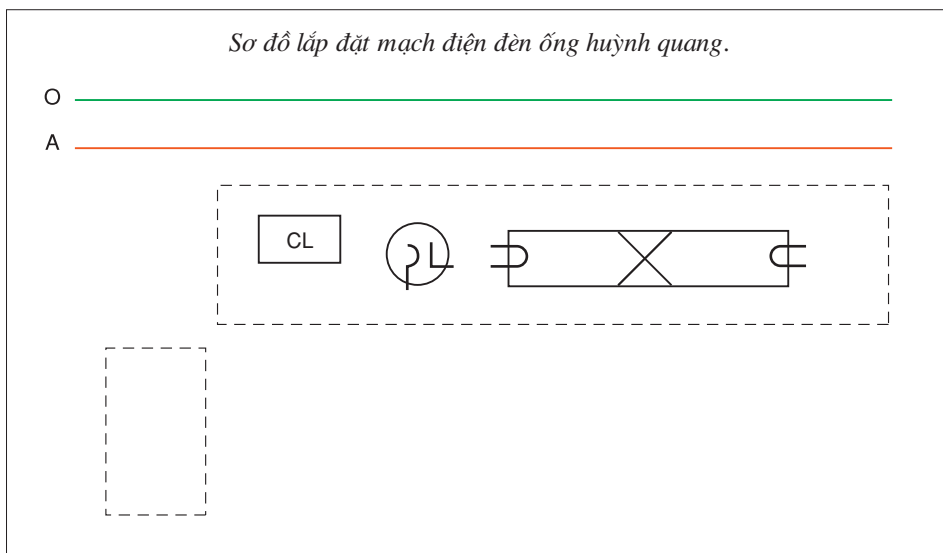 Sơ đồ lắp đặt mạch điện đèn ống huỳnh quang.
O
A
CL